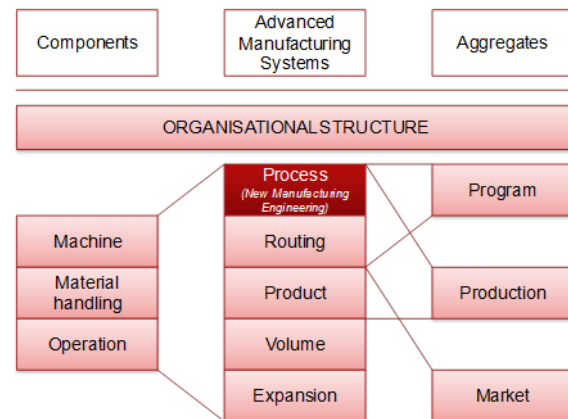 Components
Advanced
Manufacturing
Systems
Aggregates
ORGANISATIONAL STRUCTURE
Process
(New Manufacturing
Engineering)
Program
Machine
Routing
Material
handling
Product
Production
Operation
Volume
Expansion
Market